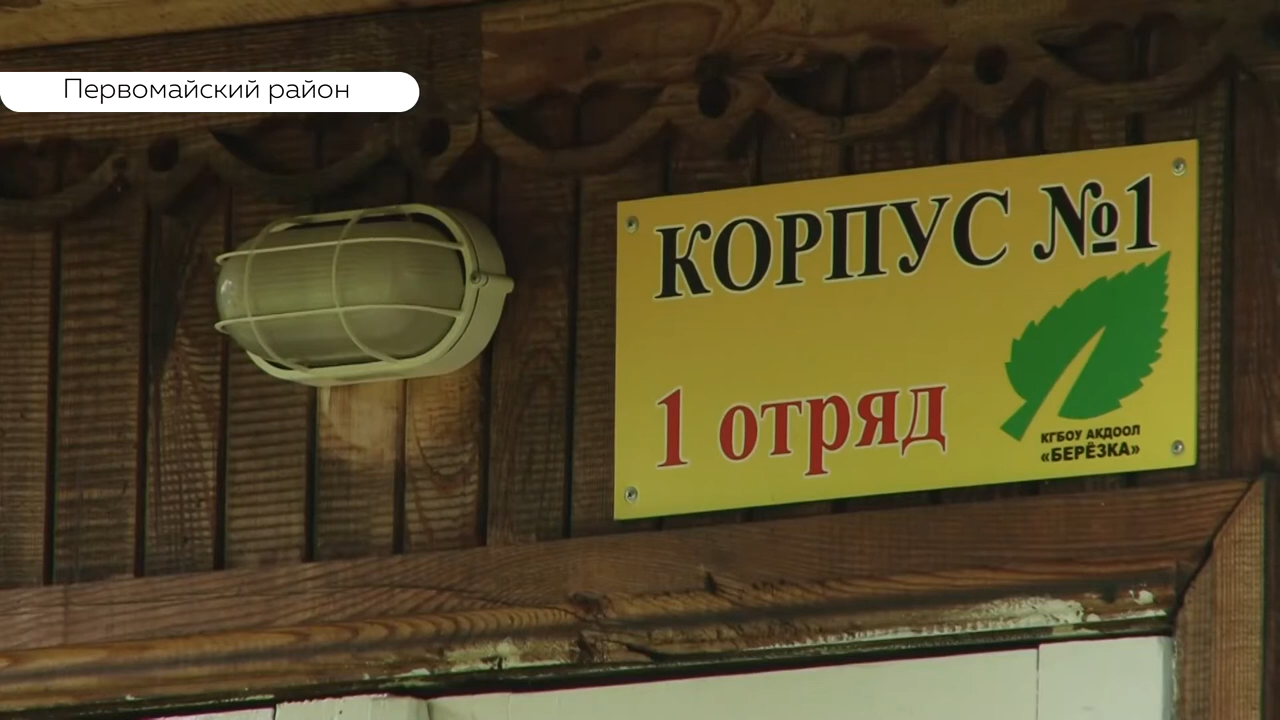 Первомайский район
КОРПУС №1
1 отряд
КГБОУ АКДООЛ
«БЕРЁЗКА»